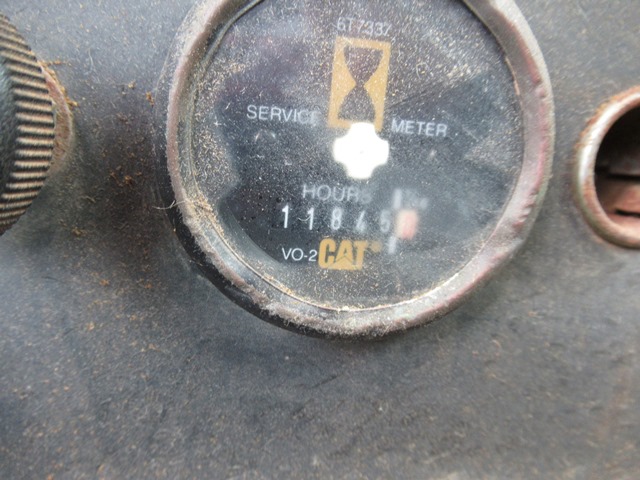 6T7337
SERVICE METER
HOURS
11845
VO-2 CAT